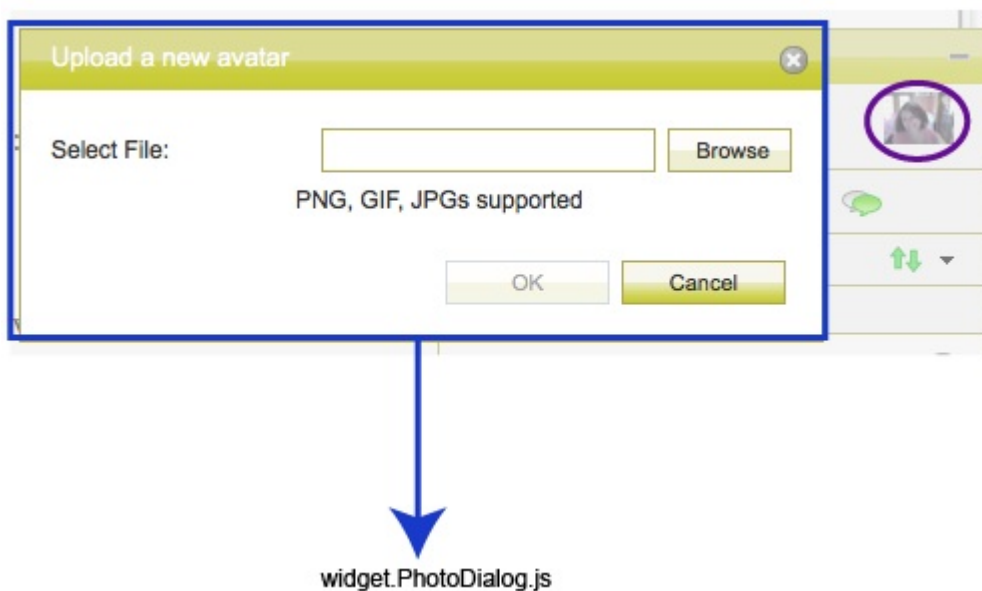 Upload a new avatar
Select File:
Browse
PNG, GIF, JPGs supported
OK
Cancel
widget.PhotoDialog.js